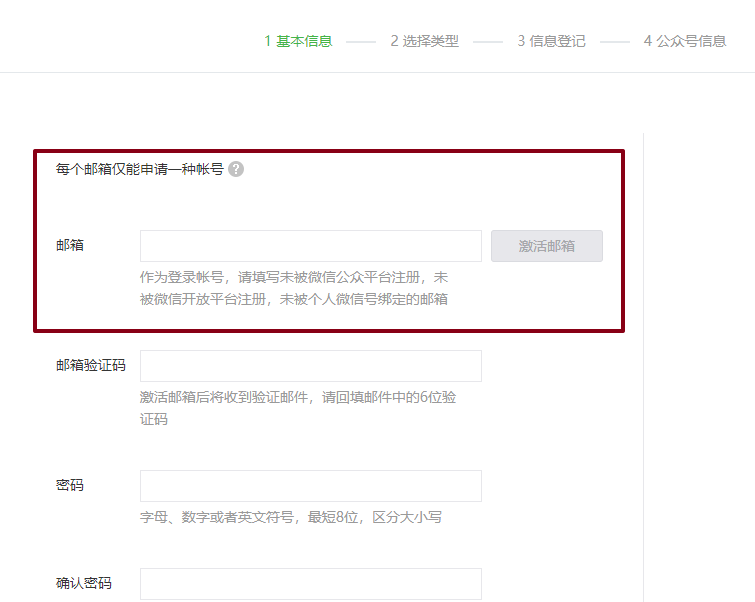 1 基本信息 2 选择类型 3 信息登记 4 公众号信息
每个邮箱仅能申请一种帐号 ?
邮箱 激活邮箱
作为登录帐号，请填写未被微信公众平台注册，未
被微信开放平台注册，未被个人微信号绑定的邮箱
邮箱验证码
激活邮箱后将收到验证邮件，请回填邮件中的6位验
证码
密码
字母、数字或者英文符号，最短8位，区分大小写
确认密码